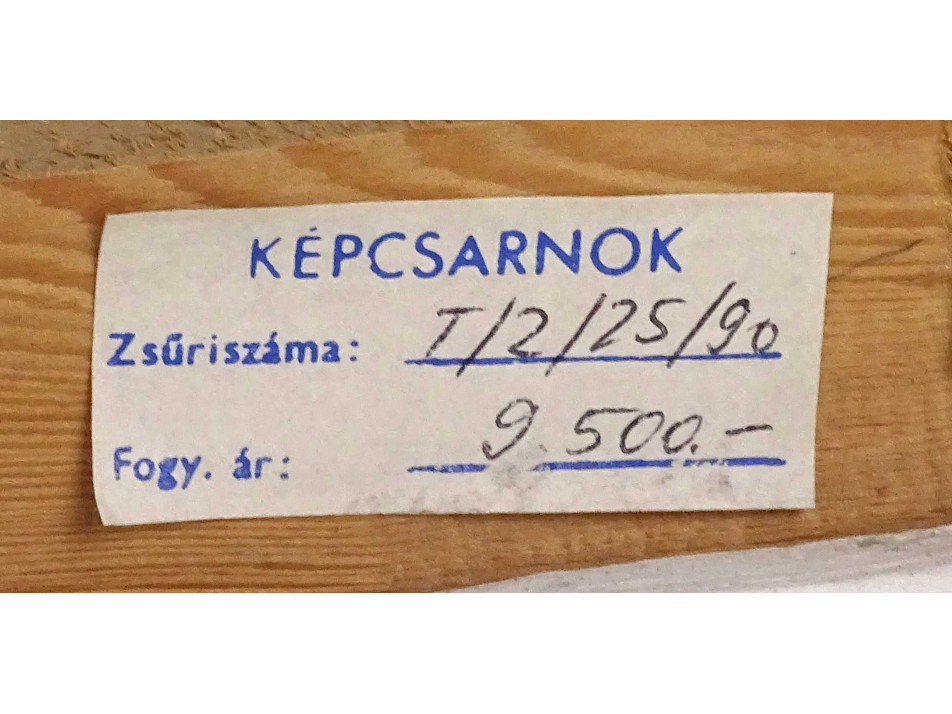 KÉPCSARNOK
Zsűriszáma: T/2/25/90
Fogy. ár: 9.500.-